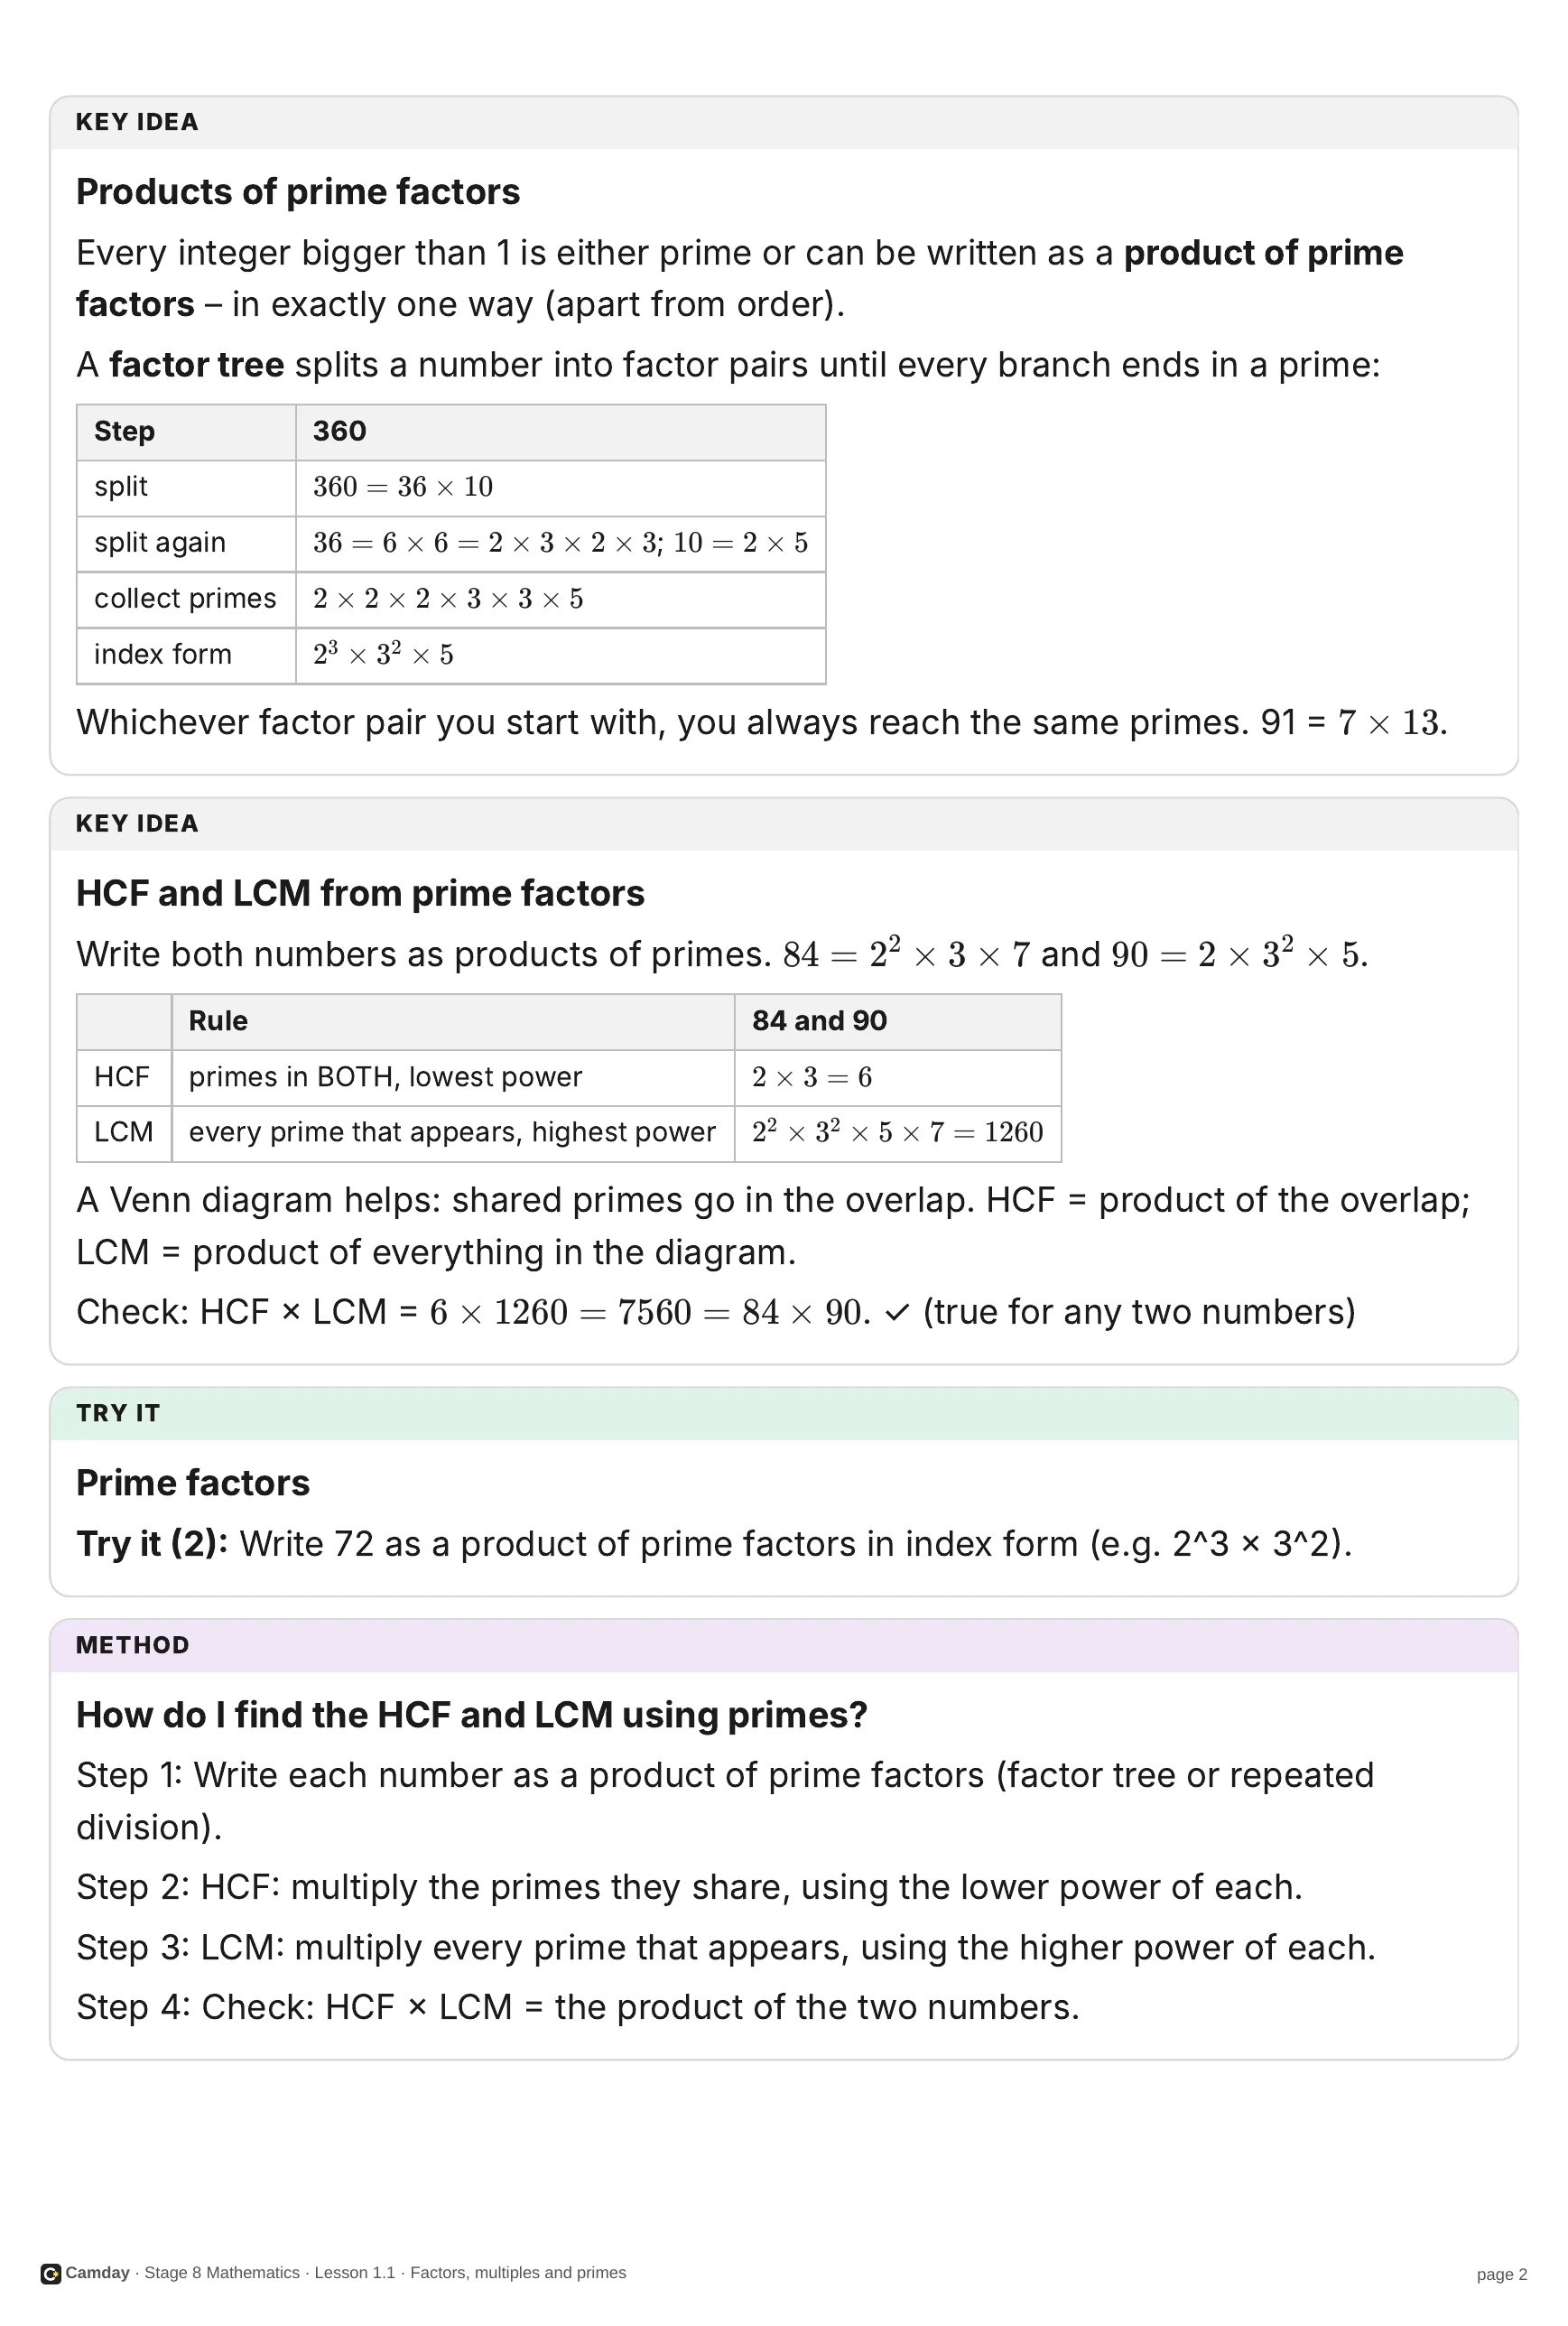 KEY IDEA
Products of prime factors
Every integer bigger than 1 is either prime or can be written as a product of prime
factors – in exactly one way (apart from order).
A factor tree splits a number into factor pairs until every branch ends in a prime:
Step 360
split 360 = 36 × 10
split again 36 = 6 × 6 = 2 × 3 × 2 × 3; 10 = 2 × 5
collect primes 2 × 2 × 2 × 3 × 3 × 5
index form 2³ × 3² × 5
Whichever factor pair you start with, you always reach the same primes. 91 = 7 × 13.
KEY IDEA
HCF and LCM from prime factors
Write both numbers as products of primes. 84 = 2² × 3 × 7 and 90 = 2 × 3² × 5.
Rule 84 and 90
HCF primes in BOTH, lowest power 2 × 3 = 6
LCM every prime that appears, highest power 2² × 3² × 5 × 7 = 1260
A Venn diagram helps: shared primes go in the overlap. HCF = product of the overlap;
LCM = product of everything in the diagram.
Check: HCF × LCM = 6 × 1260 = 7560 = 84 × 90. ✓ (true for any two numbers)
TRY IT
Prime factors
Try it (2): Write 72 as a product of prime factors in index form (e.g. 2^3 × 3^2).
METHOD
How do I find the HCF and LCM using primes?
Step 1: Write each number as a product of prime factors (factor tree or repeated
division).
Step 2: HCF: multiply the primes they share, using the lower power of each.
Step 3: LCM: multiply every prime that appears, using the higher power of each.
Step 4: Check: HCF × LCM = the product of the two numbers.
Camday · Stage 8 Mathematics · Lesson 1.1 · Factors, multiples and primes
page 2